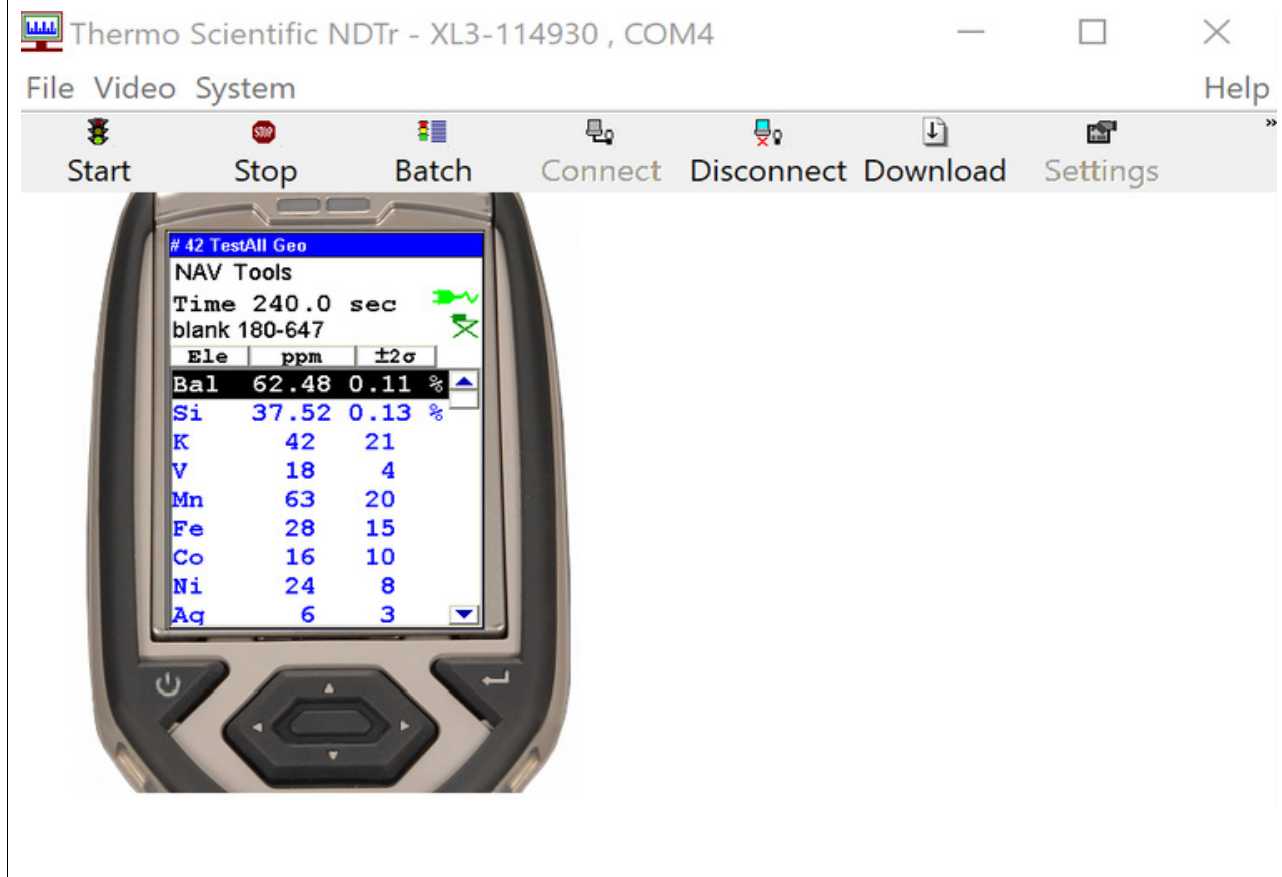 Thermo Scientific NDTr - XL3-114930 , COM4
File Video System Help
Start Stop Batch Connect Disconnect Download Settings »
# 42 TestAll Geo
NAV Tools
Time 240.0 sec
blank 180-647
Ele ppm ±2σ
Bal 62.48 0.11 %
Si 37.52 0.13 %
K 42 21
V 18 4
Mn 63 20
Fe 28 15
Co 16 10
Ni 24 8
Ag 6 3